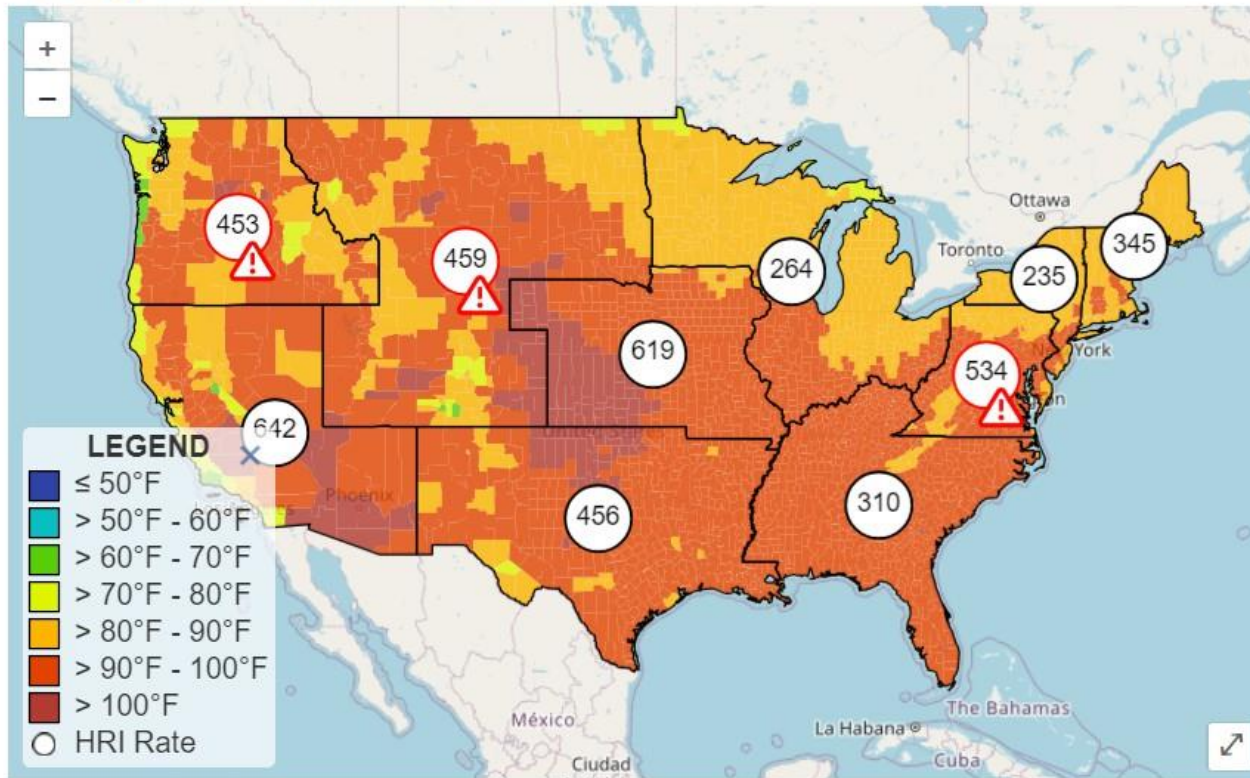 +
−
Ottawa
Toronto
453
459
264
235
345
York
619
534
642
Phoenix
456
310
LEGEND
≤ 50°F
> 50°F - 60°F
> 60°F - 70°F
> 70°F - 80°F
> 80°F - 90°F
> 90°F - 100°F
> 100°F
HRI Rate
México
Ciudad
La Habana
Cuba
The Bahamas